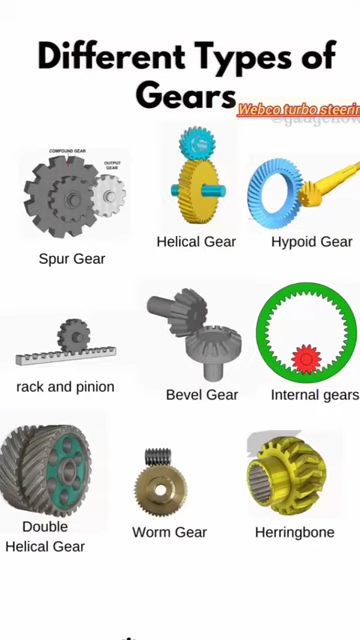 Different Types of
Gears
Webco turbo steerin
COMPOUND GEAR
OUTPUT
GEAR
Spur Gear
Helical Gear
Hypoid Gear
rack and pinion
Bevel Gear
Internal gears
Double
Helical Gear
Worm Gear
Herringbone